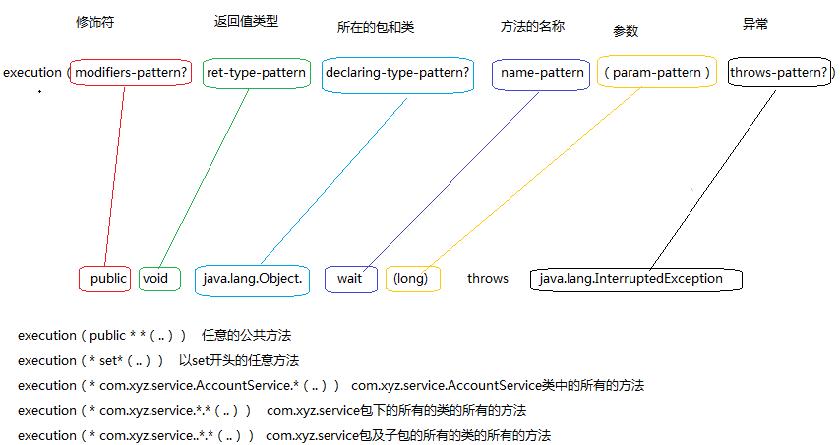 修饰符 返回值类型 所在的包和类 方法的名称 参数 异常
execution ( modifiers-pattern? ret-type-pattern declaring-type-pattern? name-pattern ( param-pattern ) throws-pattern? )
public void java.lang.Object. wait (long) throws java.lang.InterruptedException
execution ( public * * ( .. ) ) 任意的公共方法
execution ( * set* ( .. ) ) 以set开头的任意方法
execution ( * com.xyz.service.AccountService.* ( .. ) ) com.xyz.service.AccountService类中的所有的方法
execution ( * com.xyz.service.*.* ( .. ) ) com.xyz.service包下的所有的类的所有的方法
execution ( * com.xyz.service..*.* ( .. ) ) com.xyz.service包及子包的所有的类的所有的方法